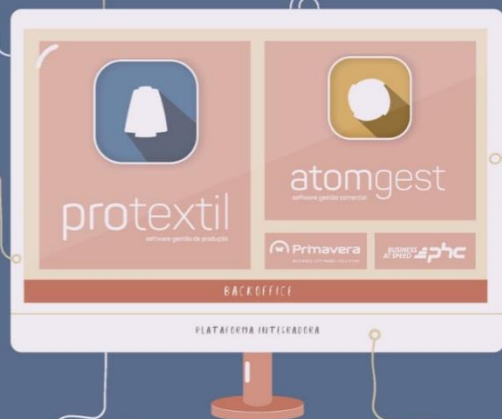 protextil
software gestão de produção
atomgest
software gestão comercial
Primavera
BUSINESS AT SPEED phc
BACKOFFICE
PLATAFORMA INTEGRADORA